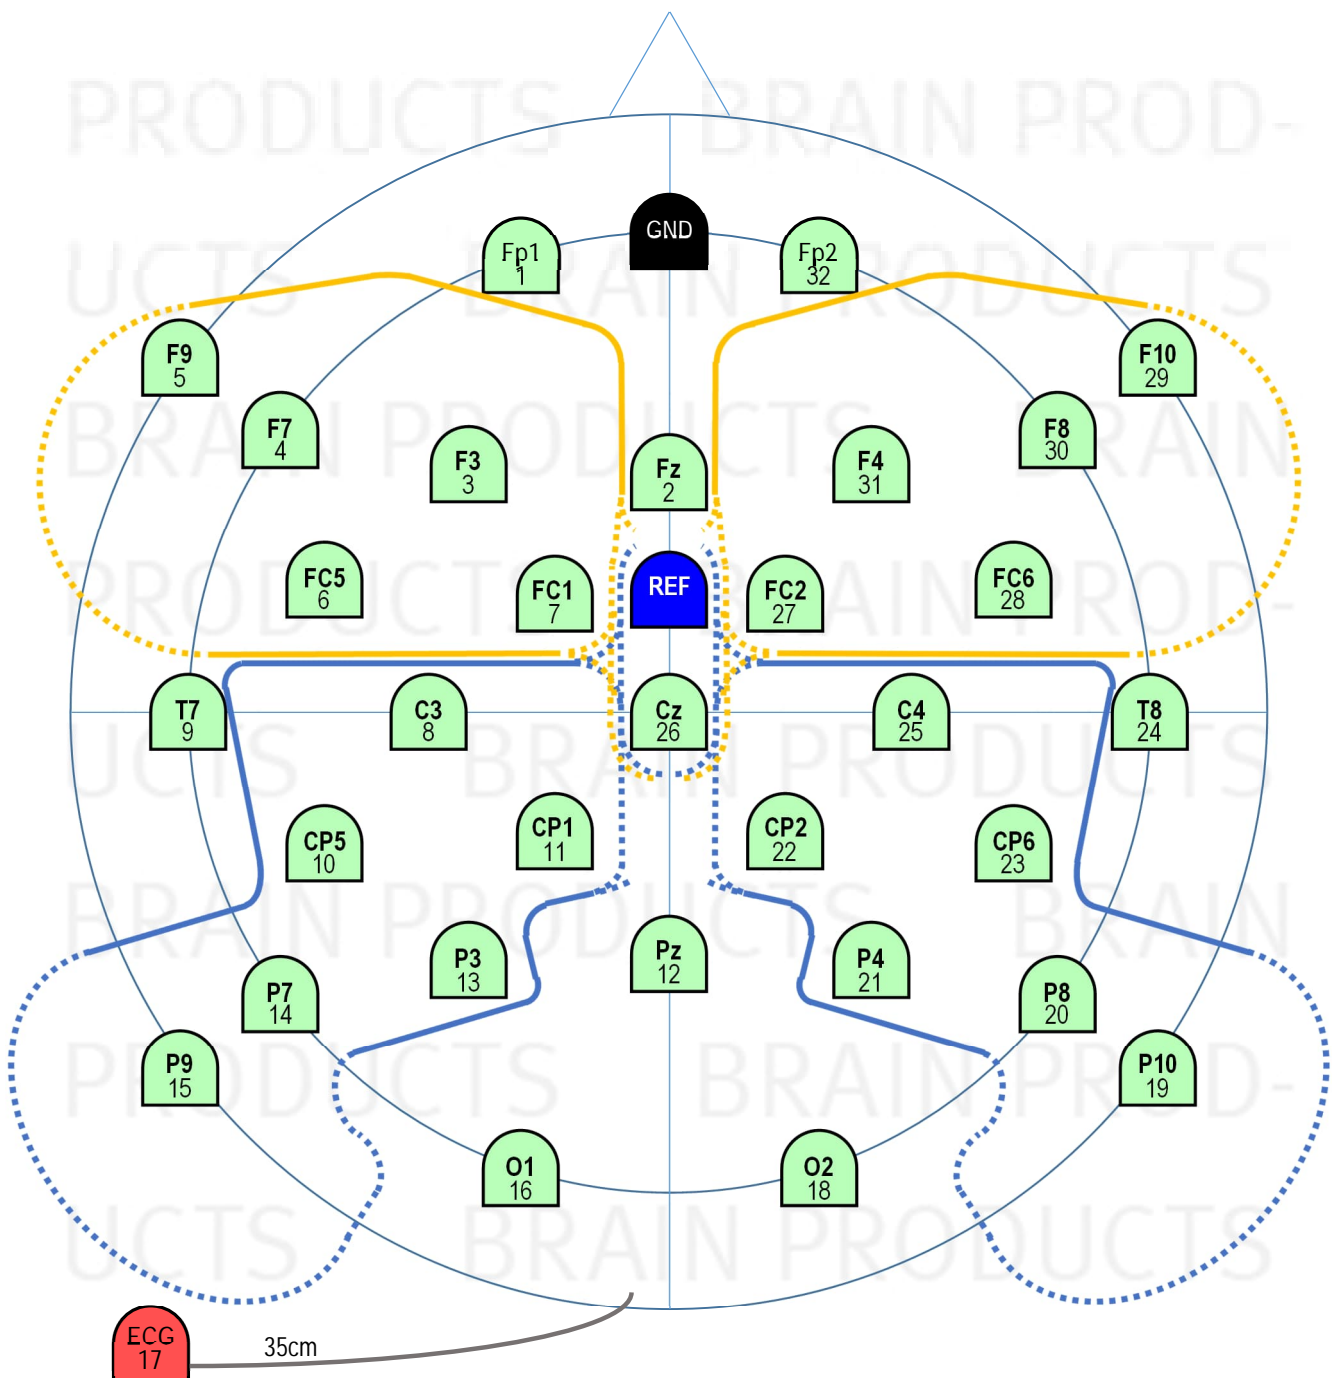 PRODUCTS BRAIN PROD-
GND
Fp1
1
Fp2
32
UCTS BRAIN PRODUCTS
F9
5
F10
29
F7
4
F8
30
BRAIN PRODUCTS BRAIN
F3
3
Fz
2
F4
31
FC5
6
FC1
7
REF
FC2
27
FC6
28
PRODUCTS BRAIN PROD-
T7
9
C3
8
Cz
26
C4
25
T8
24
UCTS BRAIN PRODUCTS
CP5
10
CP1
11
CP2
22
CP6
23
BRAIN PRODUCTS BRAIN
P3
13
Pz
12
P4
21
P7
14
P8
20
P9
15
P10
19
PRODUCTS BRAIN PROD-
O1
16
O2
18
UCTS BRAIN PRODUCTS
ECG
17
35cm